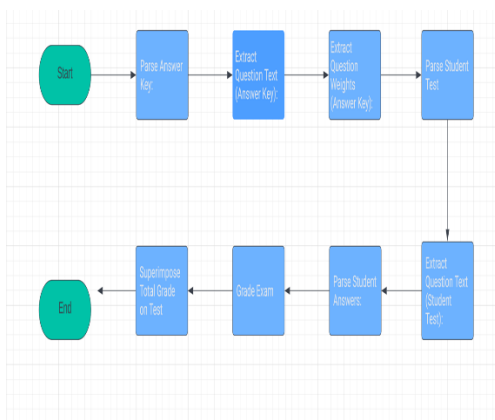 Start
Parse Answer
Key:
Extract
Question Text
(Answer Key):
Extract
Question
Weights
(Answer Key):
Parse Student
Test
Extract
Question Text
(Student
Test):
Parse Student
Answers:
Grade Exam
Superimpose
Total Grade
on Test
End